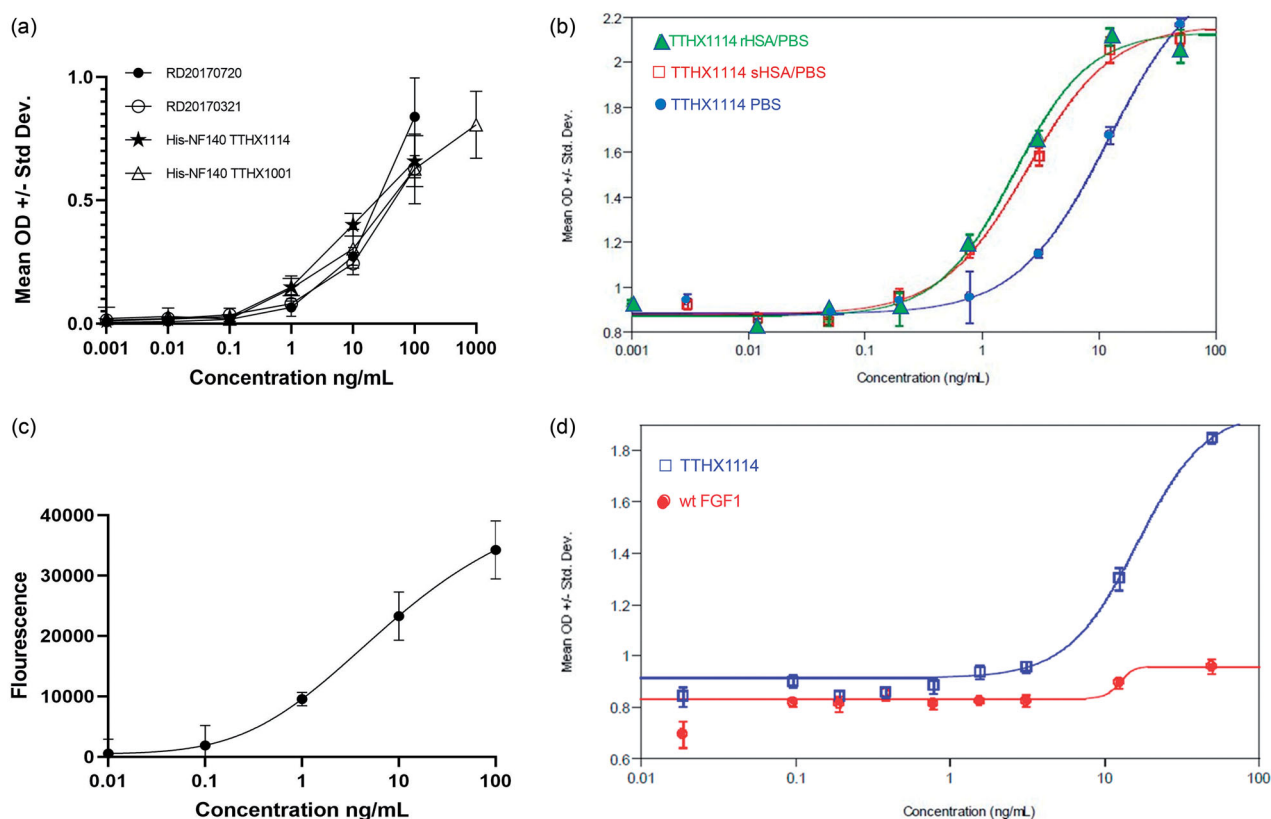 (a)
RD20170720
RD20170321
His-NF140 TTHX1114
His-NF140 TTHX1001
Mean OD +/- Std Dev.
1.0
0.5
0.0
0.001 0.01 0.1 1 10 100 1000
Concentration ng/mL
(b)
TTHX1114 rHSA/PBS
TTHX1114 sHSA/PBS
TTHX1114 PBS
Mean OD +/- Std. Dev.
2.2
2
1.8
1.6
1.4
1.2
1
0.8
0.001 0.01 0.1 1 10 100
Concentration (ng/mL)
(c)
Flourescence
40000
30000
20000
10000
0
0.01 0.1 1 10 100
Concentration ng/mL
(d)
TTHX1114
wt FGF1
Mean OD +/- Std. Dev.
1.8
1.6
1.4
1.2
1
0.8
0.6
0.01 0.1 1 10 100
Concentration (ng/mL)